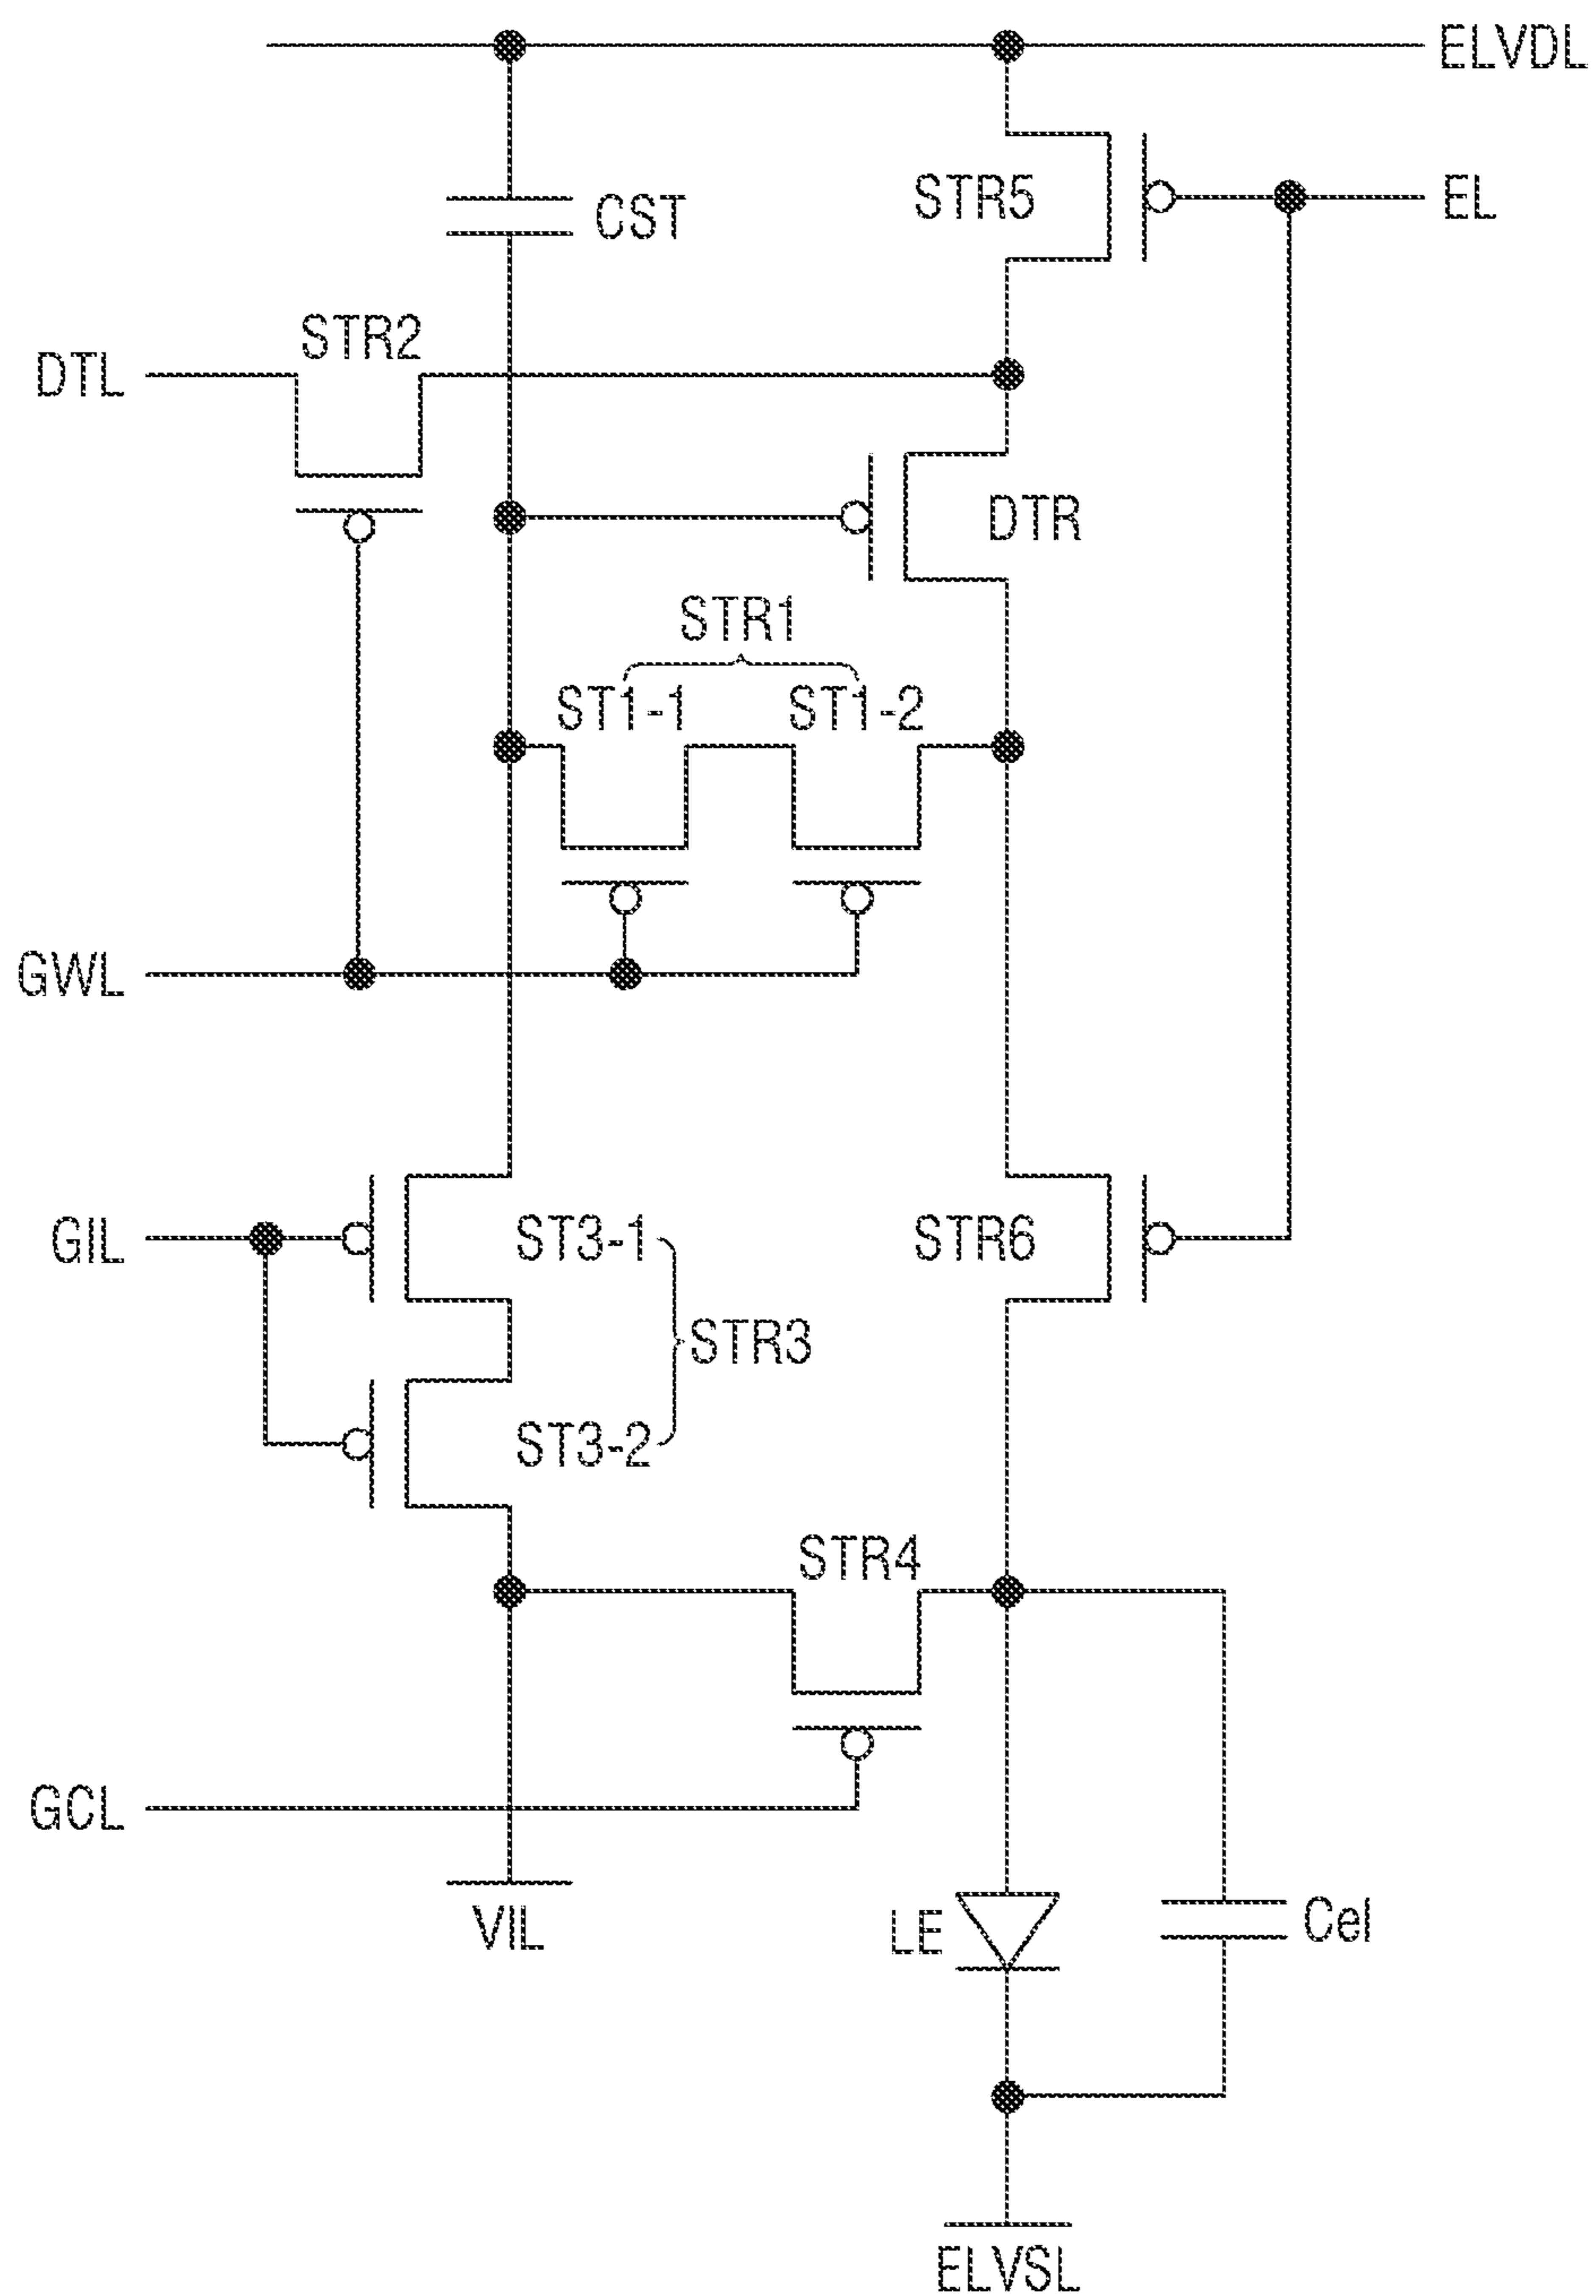 ELVDL
STR5
EL
CST
STR2
DTL
DTR
STR1
ST1-1
ST1-2
GWL
GIL
ST3-1
STR6
STR3
ST3-2
STR4
GCL
VIL
LE
Cel
ELVSL